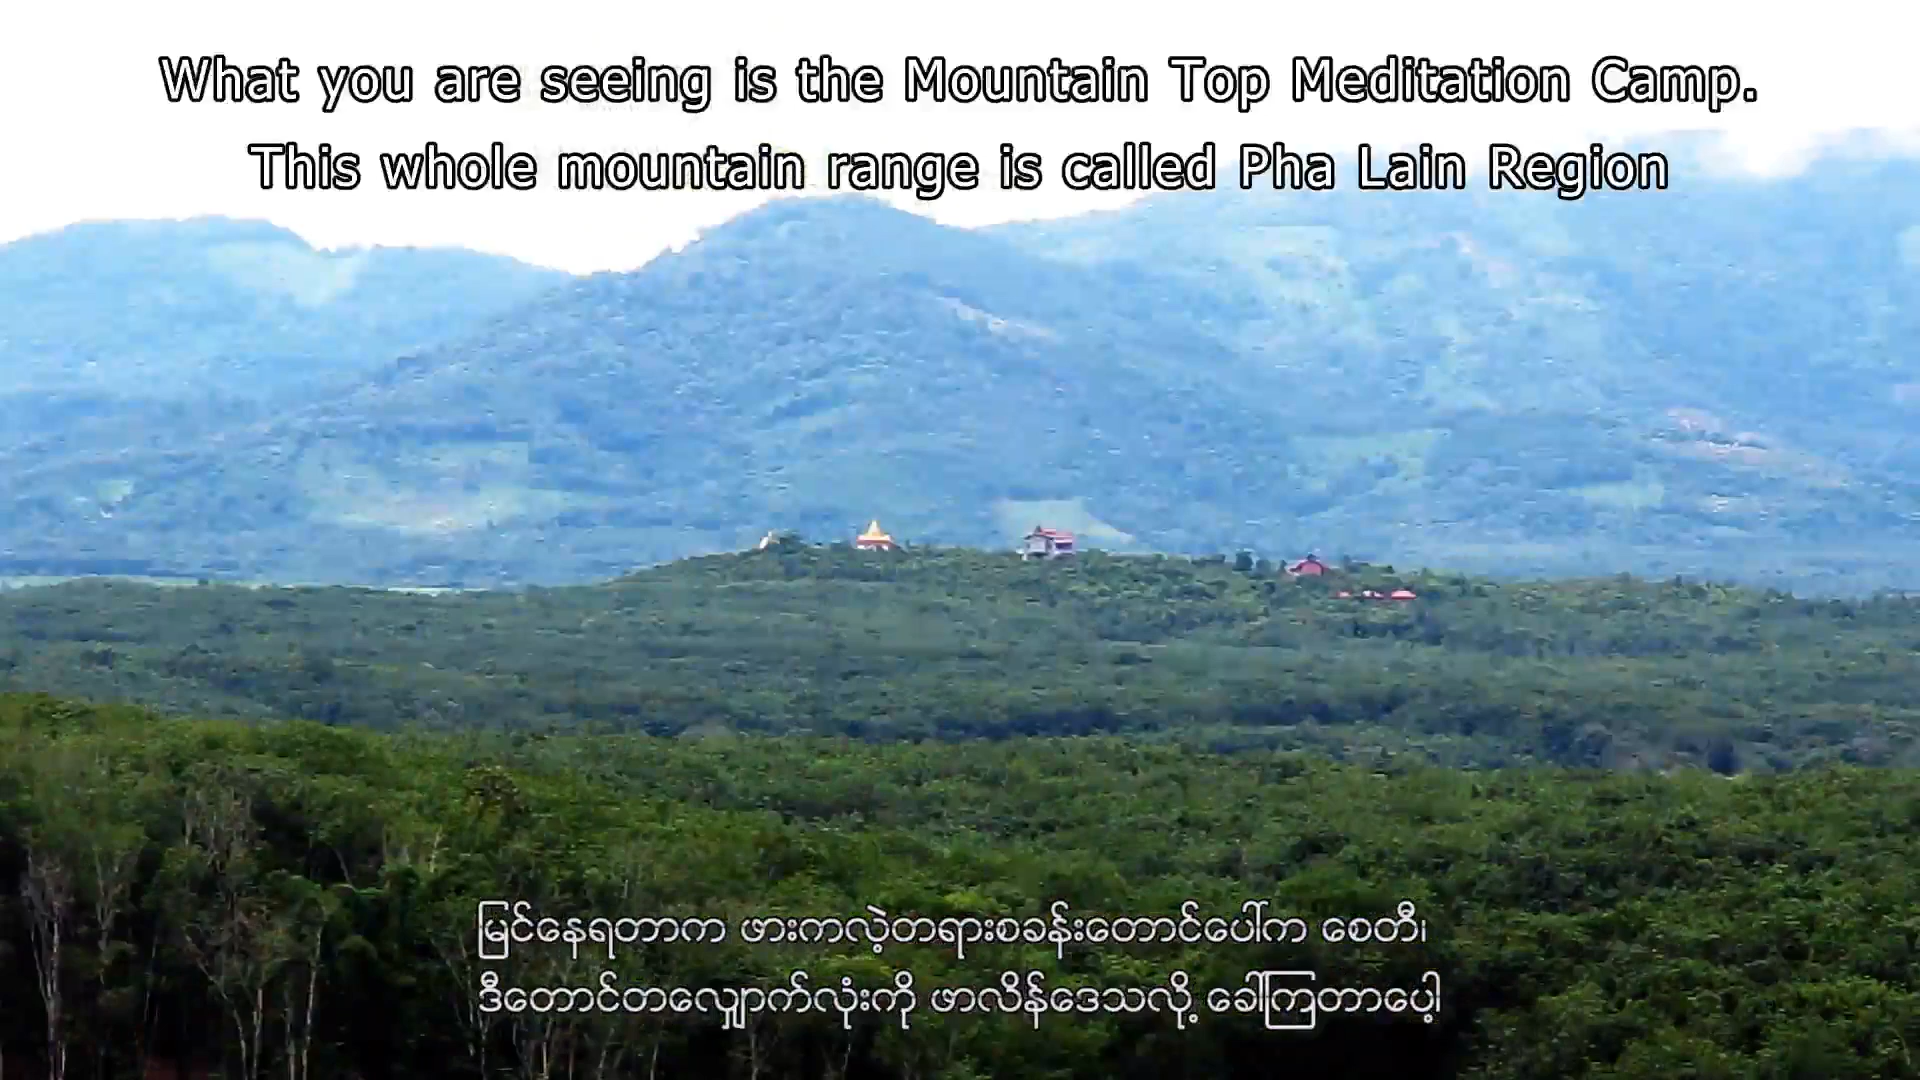 What you are seeing is the Mountain Top Meditation Camp.
This whole mountain range is called Pha Lain Region
မြင်နေရတာက ဖားကလဲ့တရားစခန်းတောင်ပေါ်က စေတီ၊
ဒီတောင်တလျှောက်လုံးကို ဖာလိန်ဒေသလို့ ခေါ်ကြတာပေါ့